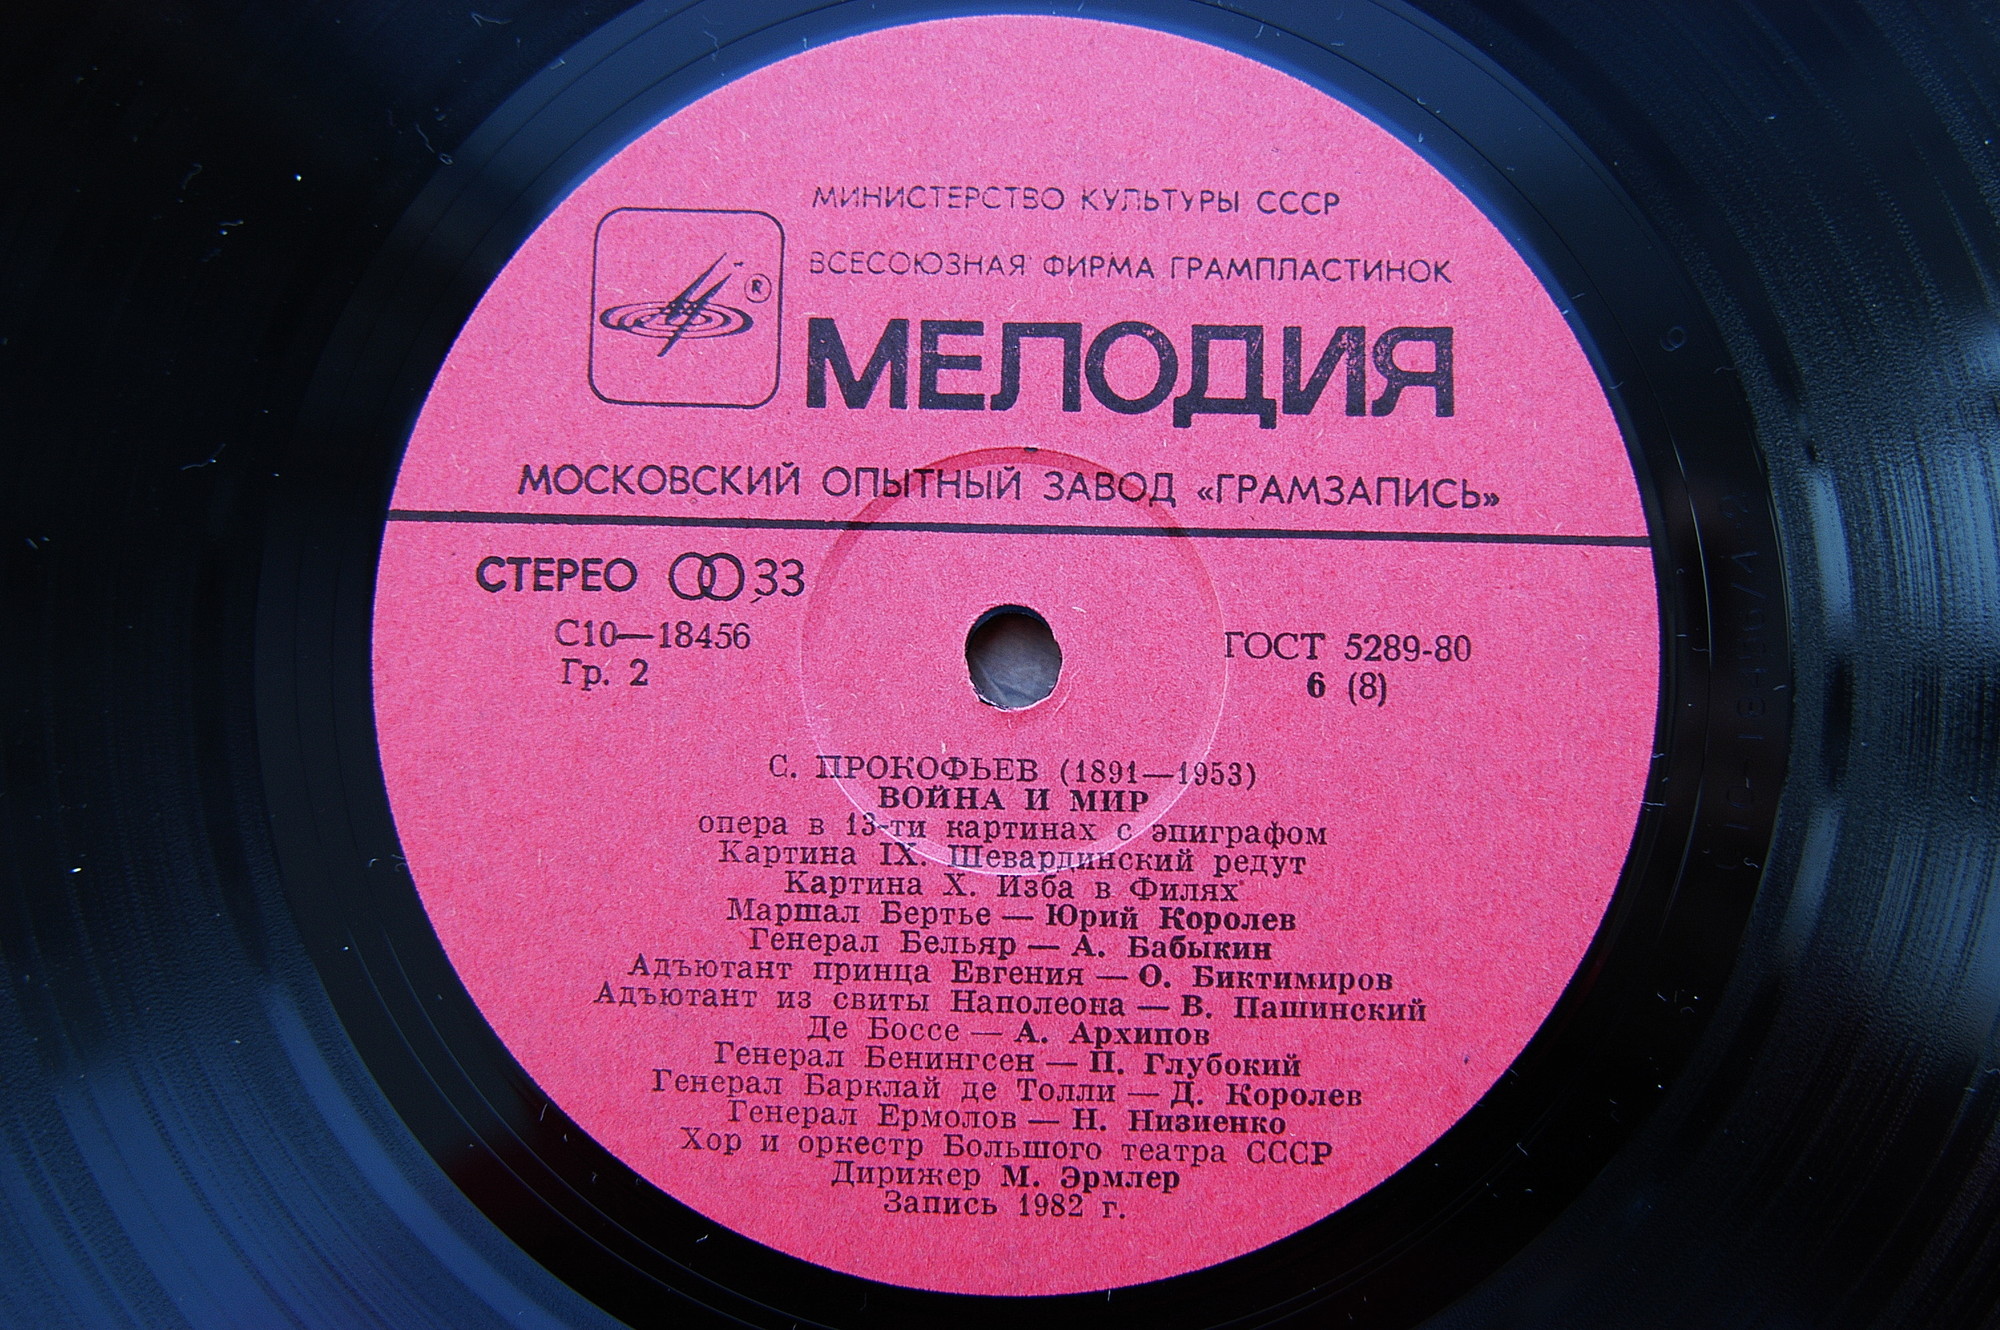 МИНИСТЕРСТВО КУЛЬТУРЫ СССР
ВСЕСОЮЗНАЯ ФИРМА ГРАМПЛАСТИНОК
®
МЕЛОДИЯ
МОСКОВСКИЙ ОПЫТНЫЙ ЗАВОД «ГРАМЗАПИСЬ»
СТЕРЕО 33
С10—18456
Гр. 2
ГОСТ 5289-80
6 (8)
С. ПРОКОФЬЕВ (1891—1953)
ВОЙНА И МИР
опера в 13-ти картинах с эпиграфом
Картина IX. Шевардинский редут
Картина X. Изба в Филях
Маршал Бертье — Юрий Королев
Генерал Бельяр — А. Бабыкин
Адъютант принца Евгения — О. Биктимиров
Адъютант из свиты Наполеона — В. Пашинский
Де Боссе — А. Архипов
Генерал Бенингсен — П. Глубокий
Генерал Барклай де Толли — Д. Королев
Генерал Ермолов — Н. Низиенко
Хор и оркестр Большого театра СССР
Дирижер М. Эрмлер
Запись 1982 г.